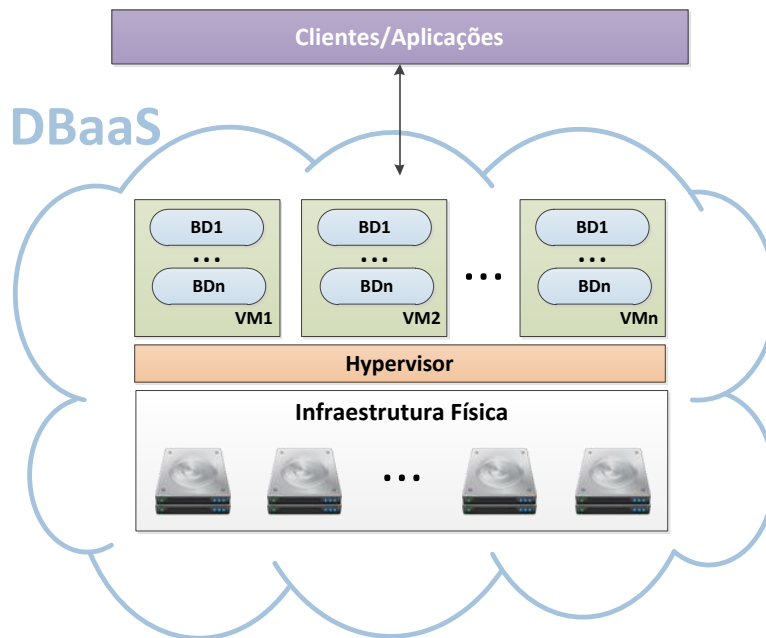 Clientes/Aplicações
DBaaS
BD1
...
BDn
VM1
BD1
...
BDn
VM2
...
BD1
...
BDn
VMn
Hypervisor
Infraestrutura Física
...